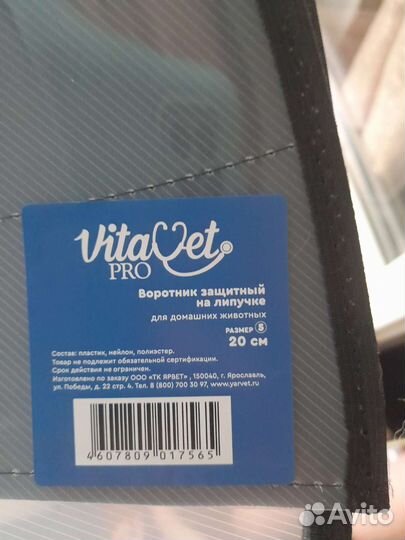 VitaVet
PRO
Воротник защитный
на липучке
для домашних животных
РАЗМЕР S
20 см
Состав: пластик, нейлон, полиэстер.
Товар не подлежит обязательной сертификации.
Срок действия не ограничен.
Изготовлено по заказу ООО «ТК ЯРВЕТ» , 150040, г. Ярославль,
ул. Победы, д. 22 стр. 4. Тел. 8 (800) 700 30 97, www.yarvet.ru
4607809 017565
Avito